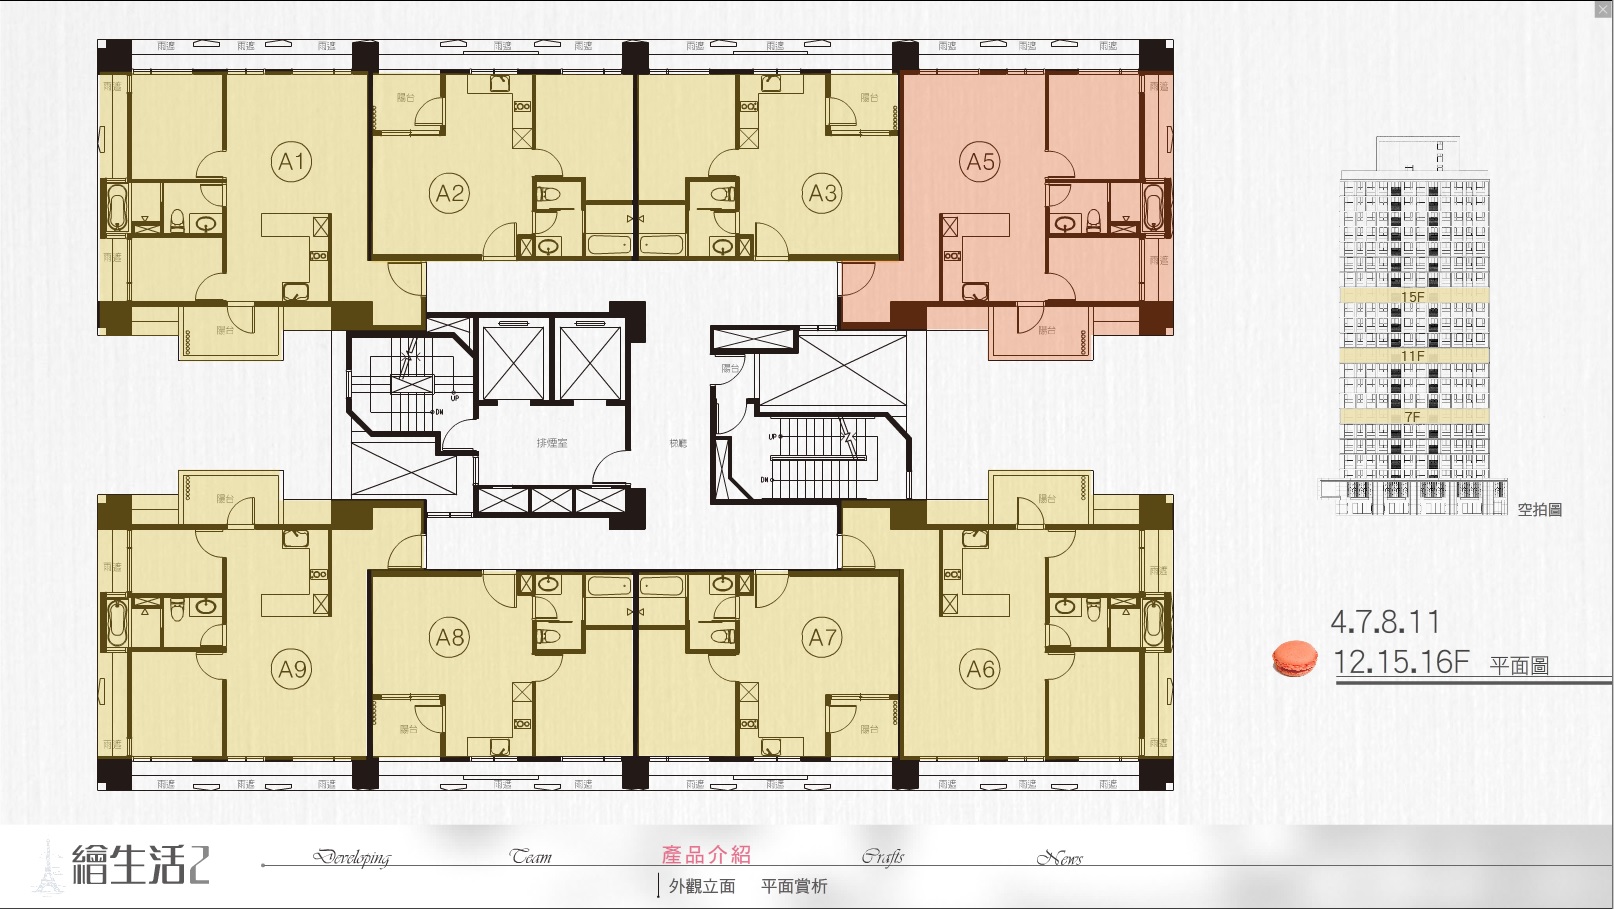 雨遮 雨遮 雨遮 雨遮 雨遮 雨遮 雨遮 雨遮 雨遮 雨遮
雨遮 陽台 陽台 雨遮
A1 A2 A3 A5
雨遮 雨遮
陽台 陽台
15F
11F
7F
空拍圖
陽台
UP
DN
排煙室
梯廳
UP
DN
陽台 陽台
雨遮 雨遮
A9 A8 A7 A6
陽台 陽台
雨遮 雨遮
雨遮 雨遮 雨遮 雨遮 雨遮 雨遮 雨遮 雨遮 雨遮 雨遮
4.7.8.11
12.15.16F 平面圖
繪生活2
Developing Team 產品介紹 Crafts News
外觀立面 平面賞析